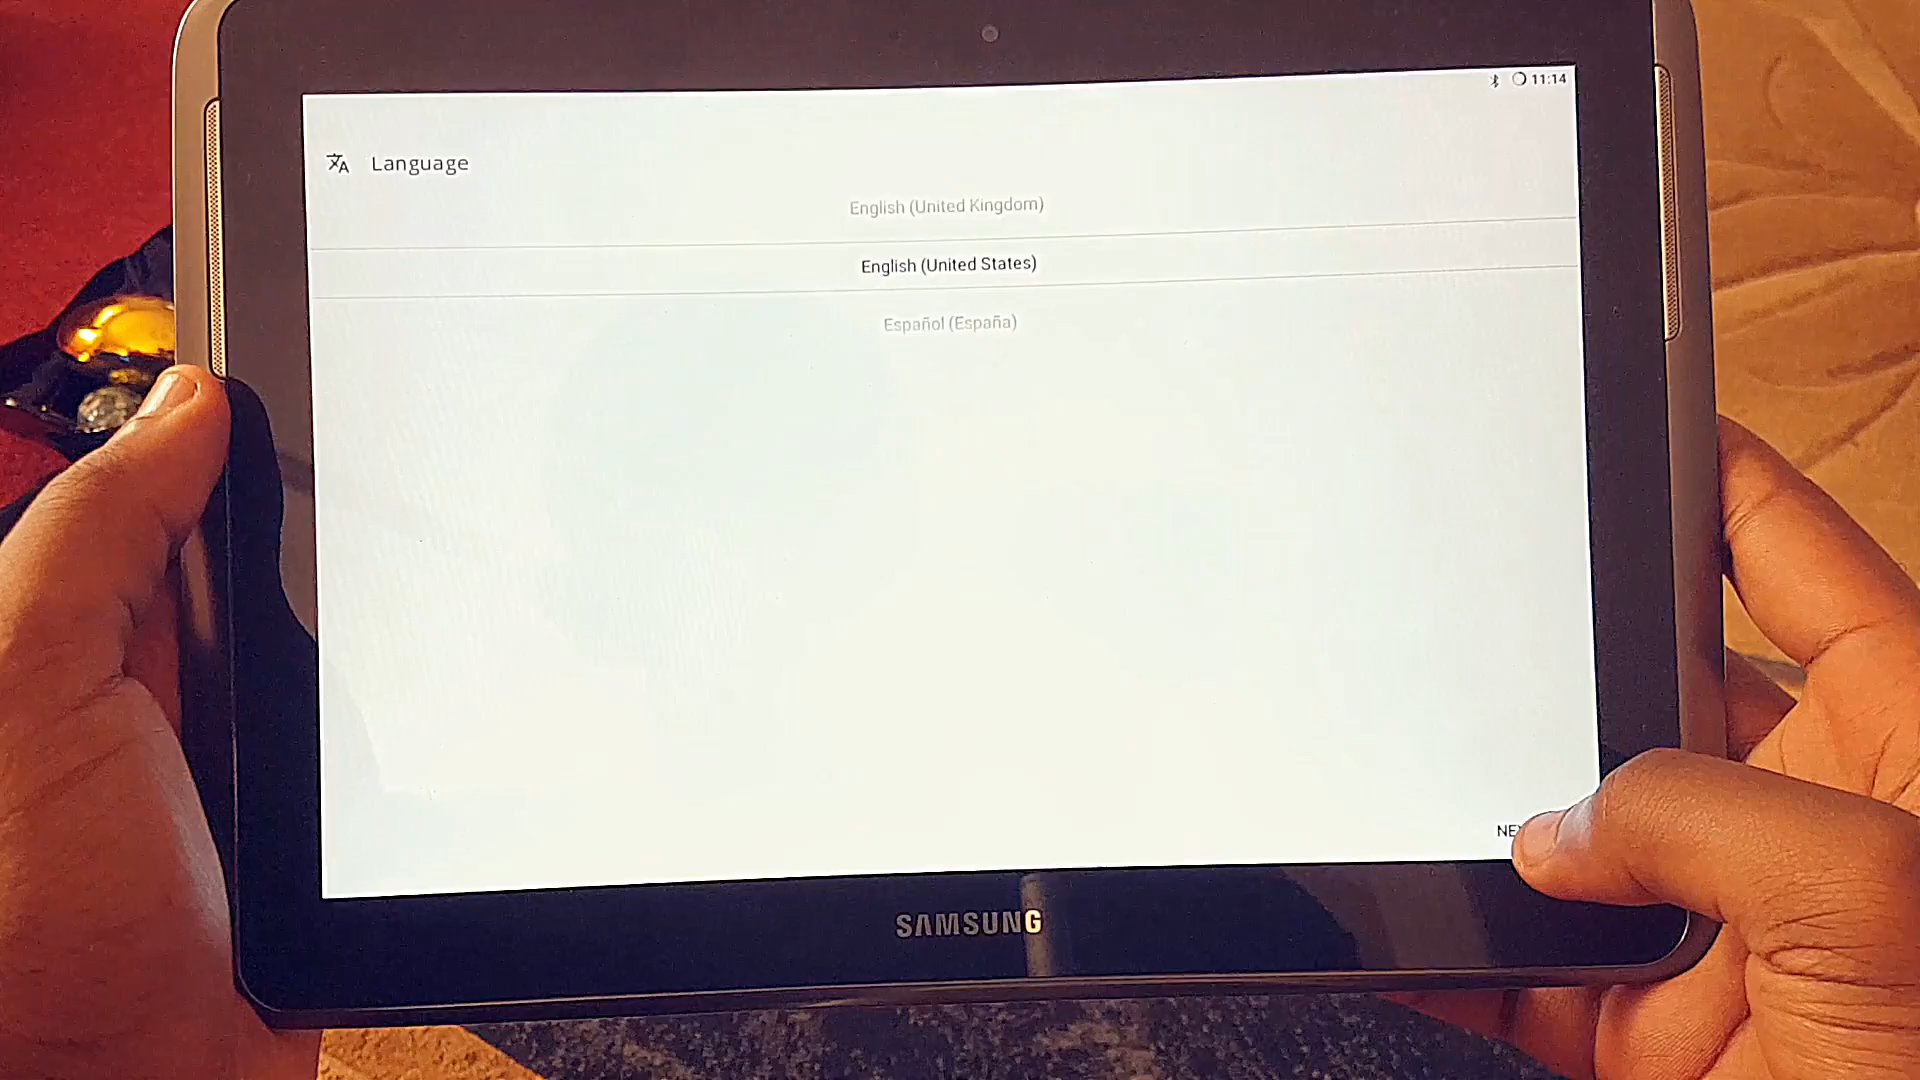 11:14
Language
English (United Kingdom)
English (United States)
Español (España)
SAMSUNG